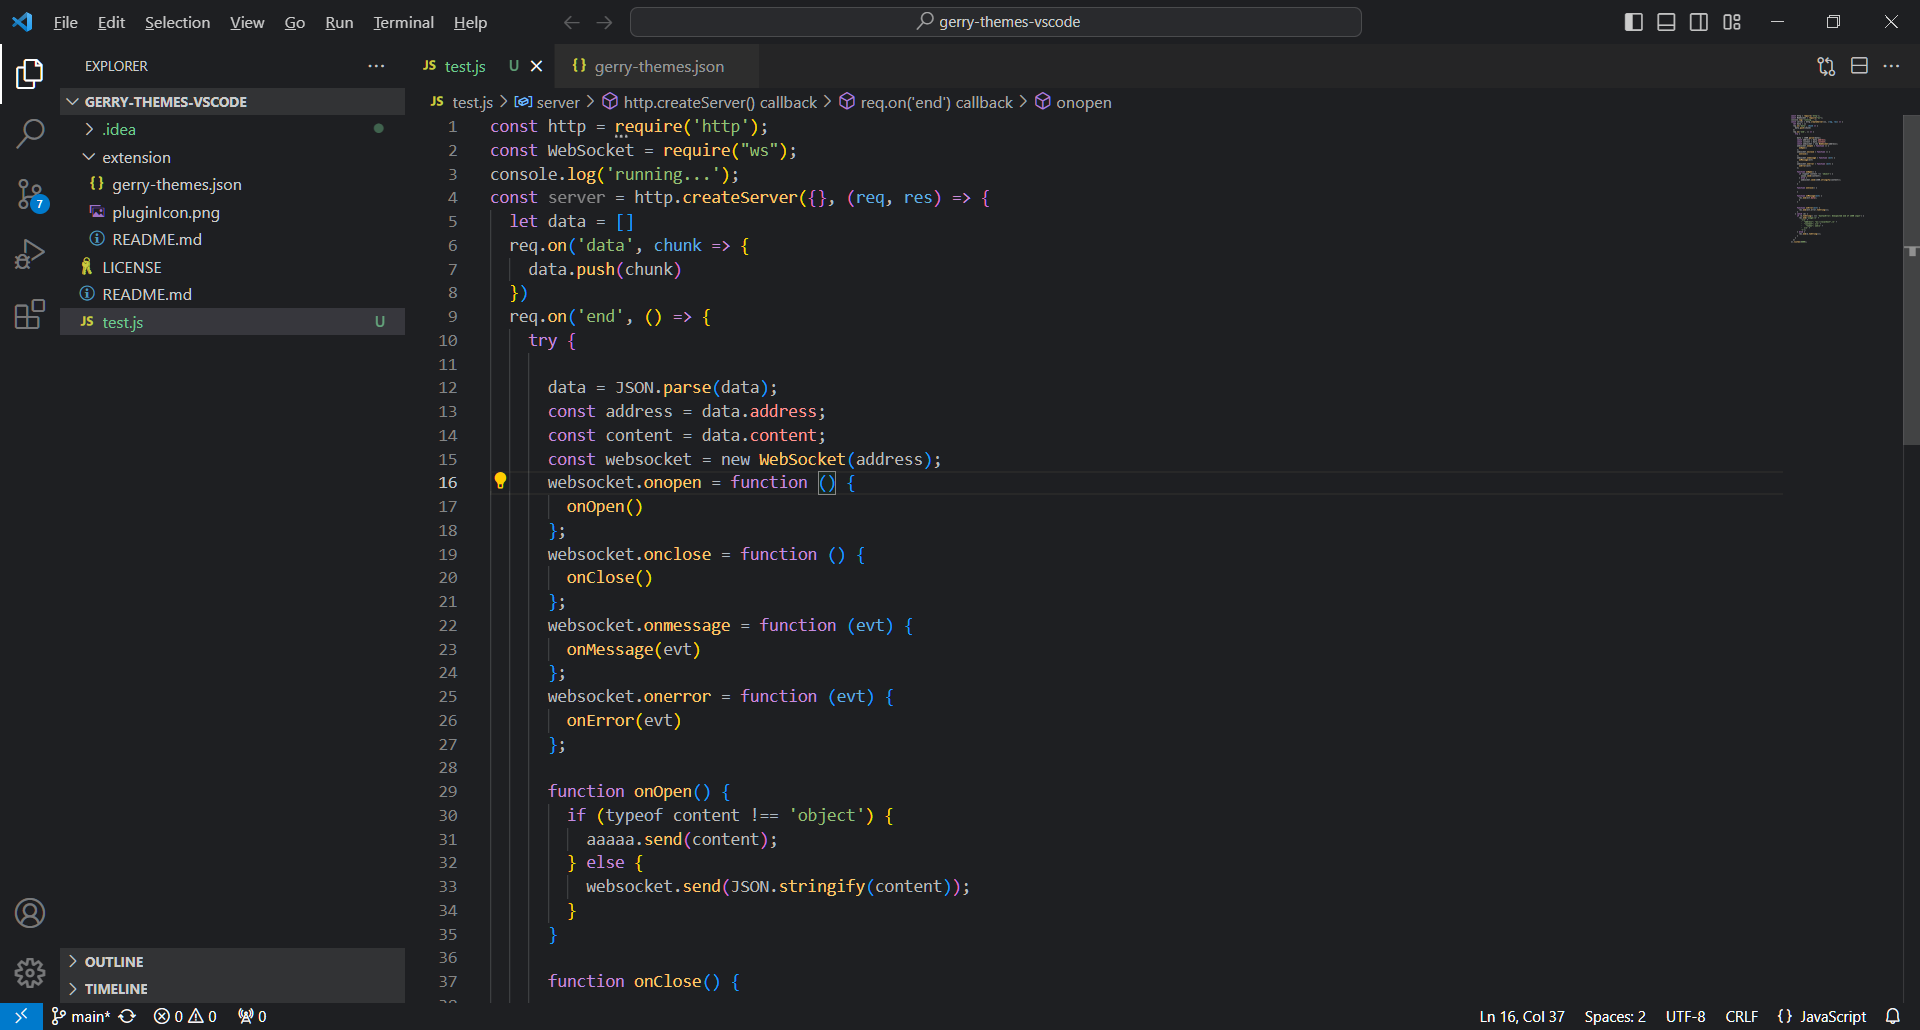 File Edit Selection View Go Run Terminal Help
gerry-themes-vscode
EXPLORER
GERRY-THEMES-VSCODE
.idea
extension
{} gerry-themes.json
pluginIcon.png
README.md
LICENSE
README.md
JS test.js U
OUTLINE
TIMELINE
7
JS test.js U
{} gerry-themes.json
JS test.js > server > http.createServer() callback > req.on('end') callback > onopen
1 const http = require('http');
2 const WebSocket = require("ws");
3 console.log('running...');
4 const server = http.createServer({}, (req, res) => {
5 let data = []
6 req.on('data', chunk => {
7 data.push(chunk)
8 })
9 req.on('end', () => {
10 try {
11
12 data = JSON.parse(data);
13 const address = data.address;
14 const content = data.content;
15 const websocket = new WebSocket(address);
16 websocket.onopen = function () {
17 onOpen()
18 };
19 websocket.onclose = function () {
20 onClose()
21 };
22 websocket.onmessage = function (evt) {
23 onMessage(evt)
24 };
25 websocket.onerror = function (evt) {
26 onError(evt)
27 };
28
29 function onOpen() {
30 if (typeof content !== 'object') {
31 aaaaa.send(content);
32 } else {
33 websocket.send(JSON.stringify(content));
34 }
35 }
36
37 function onClose() {
main* 0 0 0
Ln 16, Col 37 Spaces: 2 UTF-8 CRLF {} JavaScript